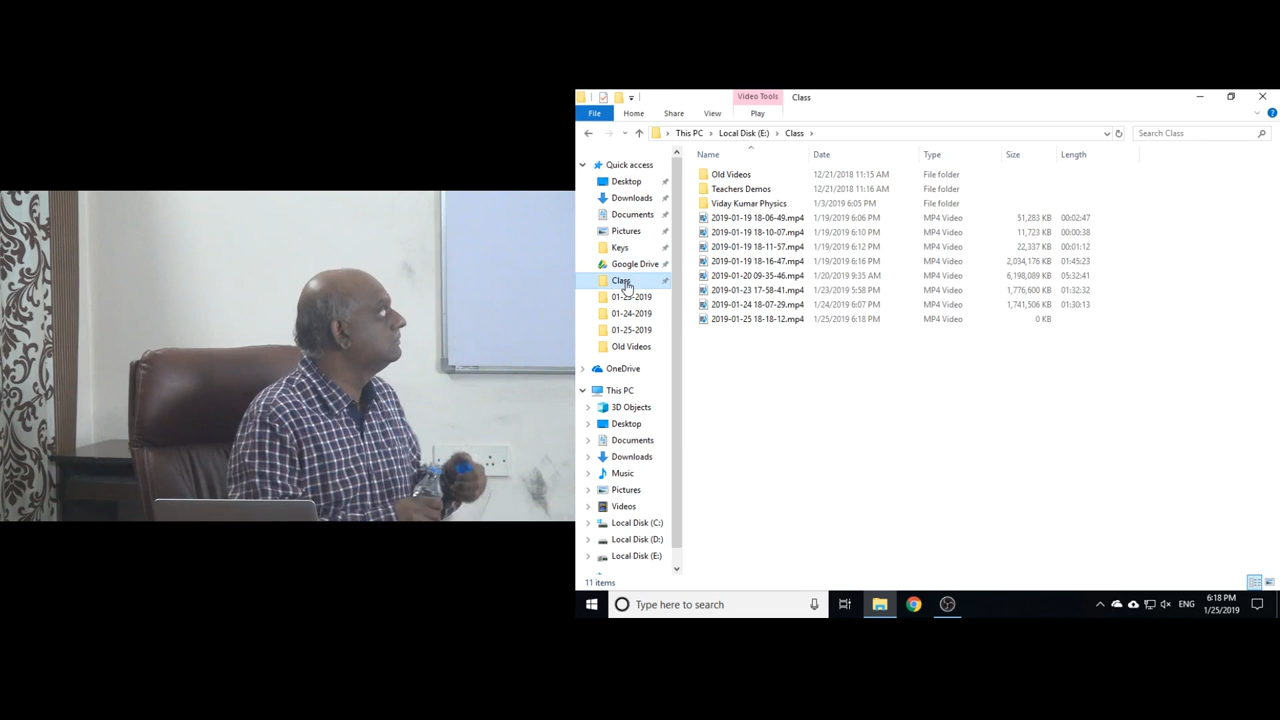 Video Tools Class
File Home Share View Play
This PC Local Disk (E:) Class Search Class
Name Date Type Size Length
Quick access
Desktop
Downloads
Documents
Pictures
Keys
Google Drive
Class
01-23-2019
01-24-2019
01-25-2019
Old Videos
OneDrive
This PC
3D Objects
Desktop
Documents
Downloads
Music
Pictures
Videos
Local Disk (C:)
Local Disk (D:)
Local Disk (E:)
Old Videos 12/21/2018 11:15 AM File folder
Teachers Demos 12/21/2018 11:16 AM File folder
Viday Kumar Physics 1/3/2019 6:05 PM File folder
2019-01-19 18-06-49.mp4 1/19/2019 6:06 PM MP4 Video 51,283 KB 00:02:47
2019-01-19 18-10-07.mp4 1/19/2019 6:10 PM MP4 Video 11,723 KB 00:00:38
2019-01-19 18-11-57.mp4 1/19/2019 6:12 PM MP4 Video 22,337 KB 00:01:12
2019-01-19 18-16-47.mp4 1/19/2019 6:16 PM MP4 Video 2,034,176 KB 01:45:23
2019-01-20 09-35-46.mp4 1/20/2019 9:35 AM MP4 Video 6,198,089 KB 05:32:41
2019-01-23 17-58-41.mp4 1/23/2019 5:58 PM MP4 Video 1,776,600 KB 01:32:32
2019-01-24 18-07-29.mp4 1/24/2019 6:07 PM MP4 Video 1,741,506 KB 01:30:13
2019-01-25 18-18-12.mp4 1/25/2019 6:18 PM MP4 Video 0 KB
11 items
Type here to search
ENG
6:18 PM
1/25/2019